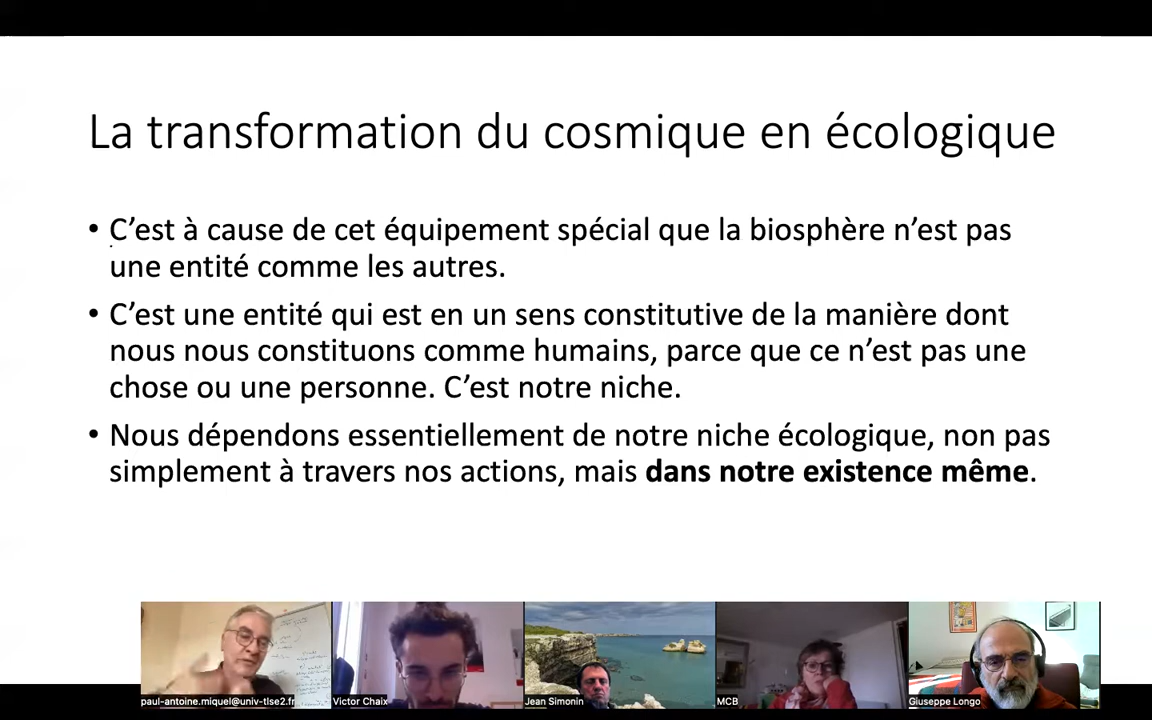 La transformation du cosmique en écologique
• C’est à cause de cet équipement spécial que la biosphère n’est pas
une entité comme les autres.
• C’est une entité qui est en un sens constitutive de la manière dont
nous nous constituons comme humains, parce que ce n’est pas une
chose ou une personne. C’est notre niche.
• Nous dépendons essentiellement de notre niche écologique, non pas
simplement à travers nos actions, mais dans notre existence même.
paul-antoine.miquel@univ-tlse2.fr
Victor Chaix
Jean Simonin
MCB
Giuseppe Longo